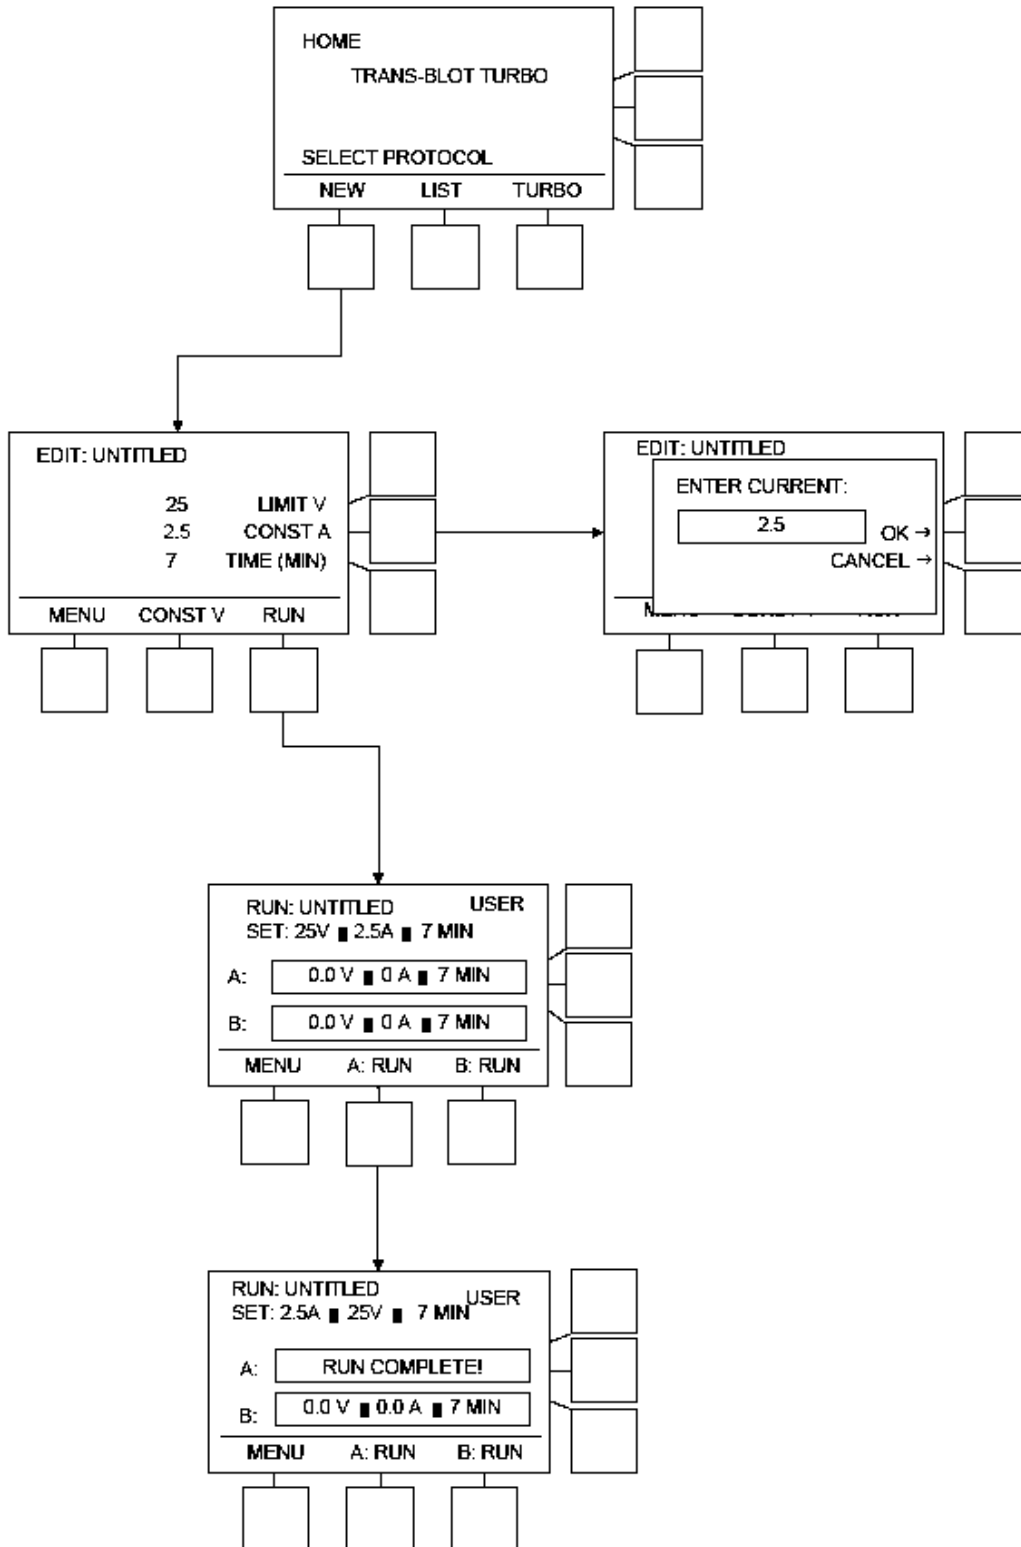 HOME
TRANS-BLOT TURBO
SELECT PROTOCOL
NEW LIST TURBO
EDIT: UNTITLED
25 LIMIT V
2.5 CONST A
7 TIME (MIN)
MENU CONST V RUN
EDIT: UNTITLED
ENTER CURRENT:
2.5
OK →
CANCEL →
RUN: UNTITLED USER
SET: 25V ▮ 2.5A ▮ 7 MIN
A: 0.0 V ▮ 0 A ▮ 7 MIN
B: 0.0 V ▮ 0 A ▮ 7 MIN
MENU A: RUN B: RUN
RUN: UNTITLED USER
SET: 2.5A ▮ 25V ▮ 7 MIN
A: RUN COMPLETE!
B: 0.0 V ▮ 0.0 A ▮ 7 MIN
MENU A: RUN B: RUN